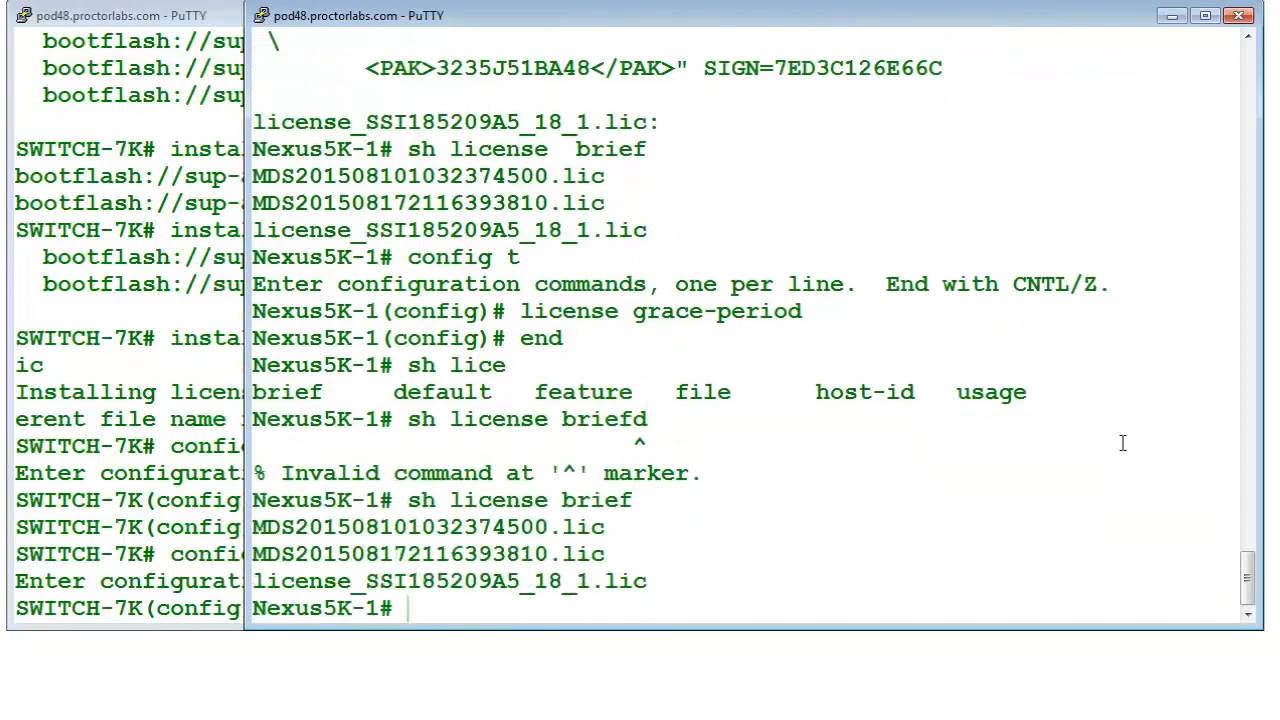 pod48.proctorlabs.com - PuTTY
bootflash://su
bootflash://su
bootflash://su
SWITCH-7K# instal
bootflash://sup-a
bootflash://sup-a
SWITCH-7K# instal
bootflash://su
bootflash://su
SWITCH-7K# instal
ic
Installing licens
erent file name
SWITCH-7K# config
Enter configurat
SWITCH-7K(config
SWITCH-7K(config
SWITCH-7K# confi
Enter configurat
SWITCH-7K(config
pod48.proctorlabs.com - PuTTY
\
<PAK>3235J51BA48</PAK>" SIGN=7ED3C126E66C
license_SSI185209A5_18_1.lic:
Nexus5K-1# sh license  brief
MDS201508101032374500.lic
MDS201508172116393810.lic
license_SSI185209A5_18_1.lic
Nexus5K-1# config t
Enter configuration commands, one per line.  End with CNTL/Z.
Nexus5K-1(config)# license grace-period
Nexus5K-1(config)# end
Nexus5K-1# sh lice
brief     default   feature   file      host-id   usage
Nexus5K-1# sh license briefd
^
% Invalid command at '^' marker.
Nexus5K-1# sh license brief
MDS201508101032374500.lic
MDS201508172116393810.lic
license_SSI185209A5_18_1.lic
Nexus5K-1#